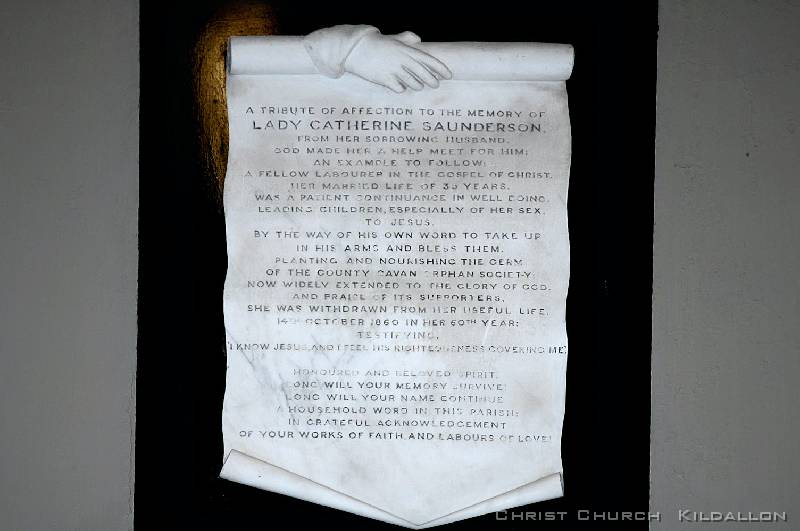 A TRIBUTE OF AFFECTION TO THE MEMORY OF
LADY CATHERINE SAUNDERSON,
FROM HER SORROWING HUSBAND.
GOD MADE HER A HELP MEET FOR HIM;
AN EXAMPLE TO FOLLOW;
A FELLOW LABOURER IN THE GOSPEL OF CHRIST.
HER MARRIED LIFE OF 35 YEARS.
WAS A PATIENT CONTINUANCE IN WELL DOING,
LEADING CHILDREN, ESPECIALLY OF HER SEX,
TO JESUS,
BY THE WAY OF HIS OWN WORD TO TAKE UP
IN HIS ARMS AND BLESS THEM.
PLANTING AND NOURISHING THE GERM
OF THE COUNTY CAVAN ORPHAN SOCIETY;
NOW WIDELY EXTENDED TO THE GLORY OF GOD,
AND PRAISE OF ITS SUPPORTERS,
SHE WAS WITHDRAWN FROM HER USEFUL LIFE,
14TH OCTOBER 1860 IN HER 60TH YEAR;
TESTIFYING,
"I KNOW JESUS, AND I FEEL HIS RIGHTEOUSNESS COVERING ME."
HONOURED AND BELOVED SPIRIT,
LONG WILL YOUR MEMORY SURVIVE!
LONG WILL YOUR NAME CONTINUE
A HOUSEHOLD WORD IN THIS PARISH;
IN GRATEFUL ACKNOWLEDGEMENT
OF YOUR WORKS OF FAITH, AND LABOURS OF LOVE!
CHRIST CHURCH KILDALLON